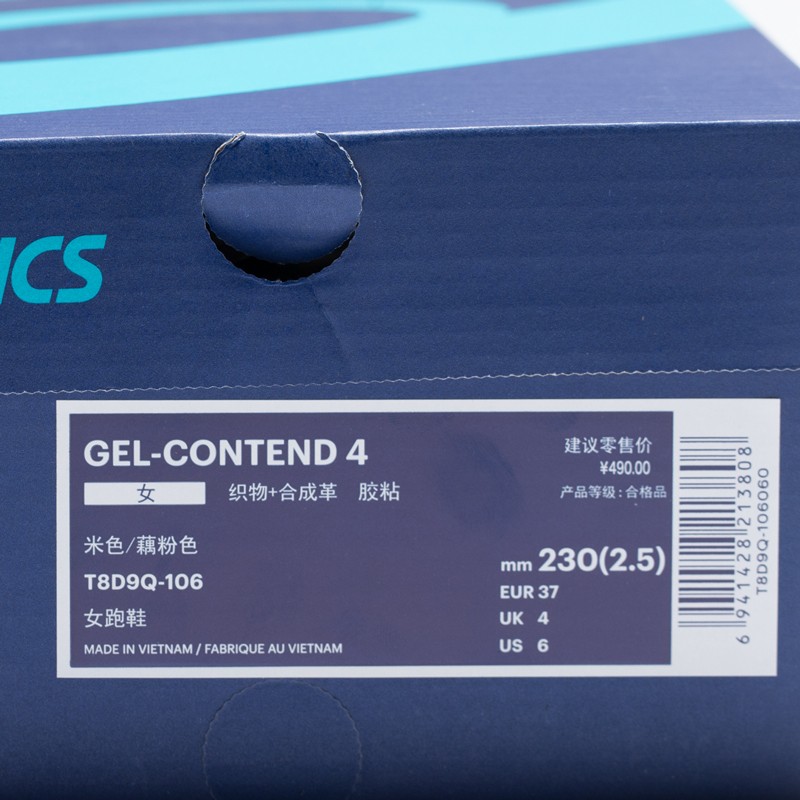 ICS
GEL-CONTEND 4
女 织物+合成革 胶粘
建议零售价
¥490.00
产品等级:合格品
米色/藕粉色
T8D9Q-106
女跑鞋
MADE IN VIETNAM / FABRIQUE AU VIETNAM
mm 230(2.5)
EUR 37
UK 4
US 6
6 941428 213808
T8D9Q-106060